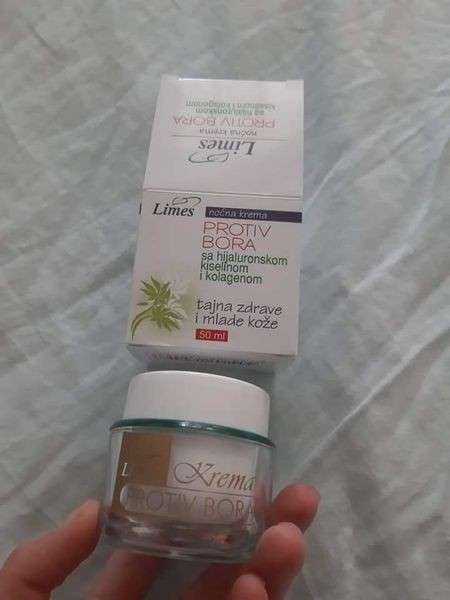 Limes
noćna krema
PROTIV BORA
sa hijaluronskom
kiselinom i kolagenom
Limes
noćna krema
PROTIV
BORA
sa hijaluronskom
kiselinom
i kolagenom
tajna zdrave
i mlade kože
50 ml
Krema
PROTIV BORA